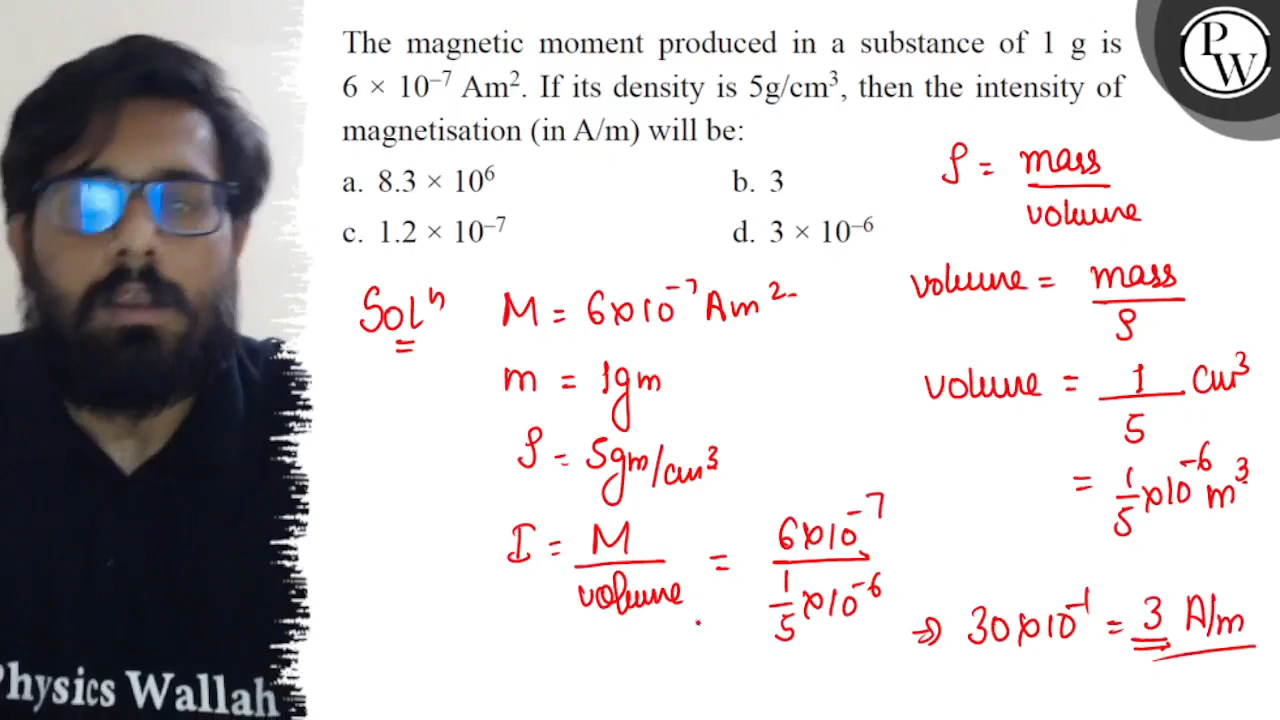 The magnetic moment produced in a substance of 1 g is
6 × 10⁻⁷ Am². If its density is 5g/cm³, then the intensity of
magnetisation (in A/m) will be:
a. 8.3 × 10⁶
b. 3
c. 1.2 × 10⁻⁷
d. 3 × 10⁻⁶
Solⁿ
M = 6×10⁻⁷ Am²
m = 1gm
ρ = 5gm/cm³
I = M/volume = 6×10⁻⁷ / (1/5 ×10⁻⁶)
ρ = mass/volume
volume = mass/ρ
volume = 1/5 cm³
= 1/5 ×10⁻⁶ m³
⇒ 30×10⁻¹ = 3 A/m
PW
Physics Wallah